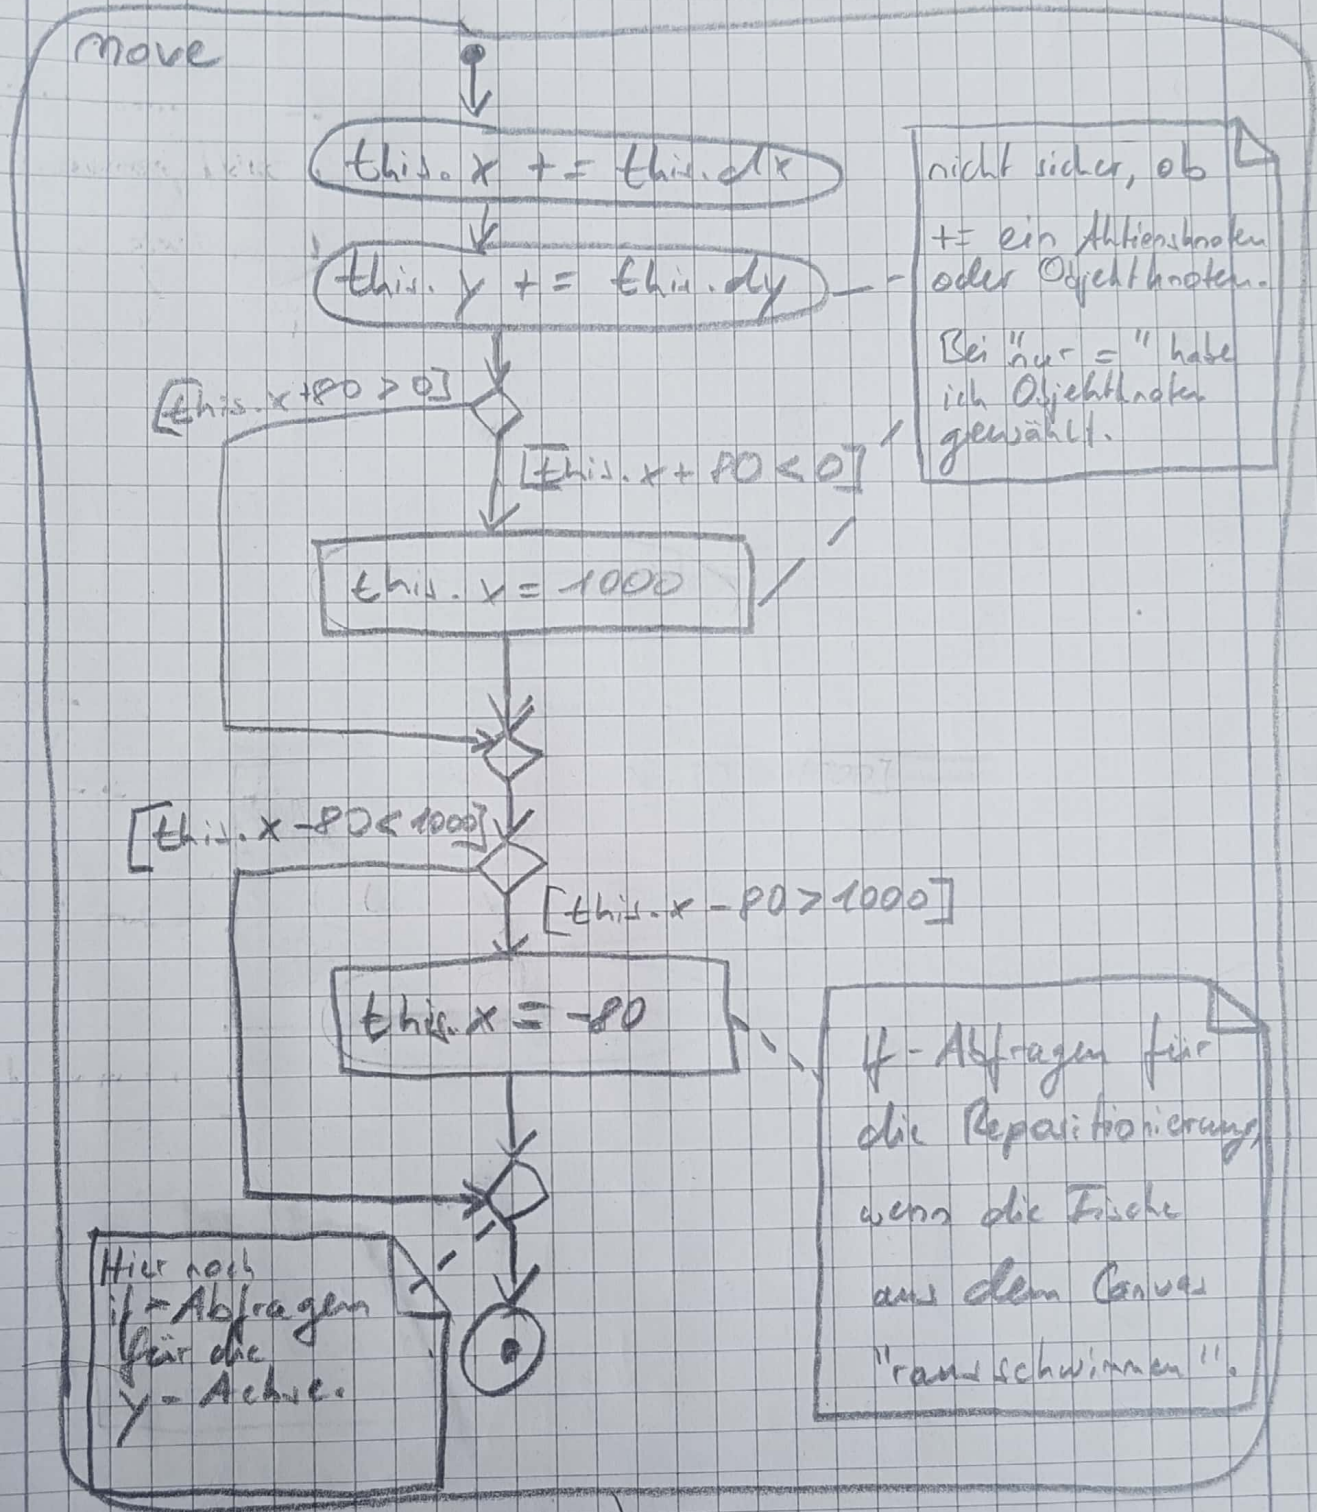 move
this.x += this.dx
this.y += this.dy
nicht sicher, ob
+= ein Aktionsknoten
oder Objektknoten.
Bei "nur =" habe
ich Objektknoten
gewählt.
[this.x+80>0]
[this.x+80<0]
this.x=1000
[this.x-80<1000]
[this.x-80>1000]
this.x=-80
if-Abfragen für
die Repositionierung,
wenn die Fische
aus dem Canvas
"rausschwimmen".
Hier noch
if-Abfragen
für die
y-Achse.